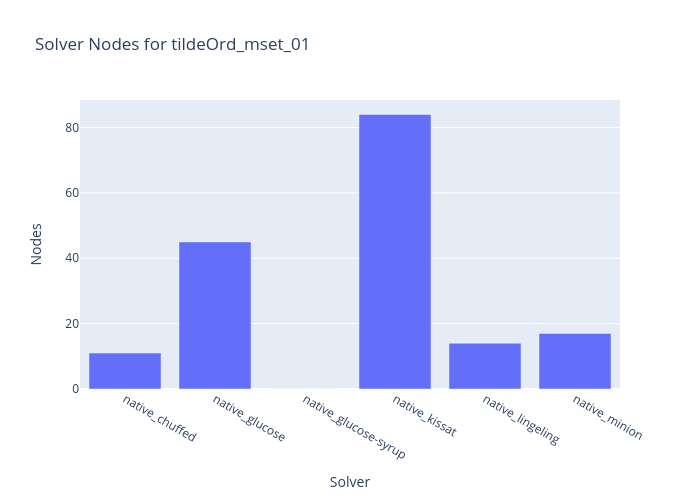 Solver Nodes for tildeOrd_mset_01
Nodes
80
60
40
20
0
native_chuffed
native_glucose
native_glucose-syrup
native_kissat
native_lingeling
native_minion
Solver